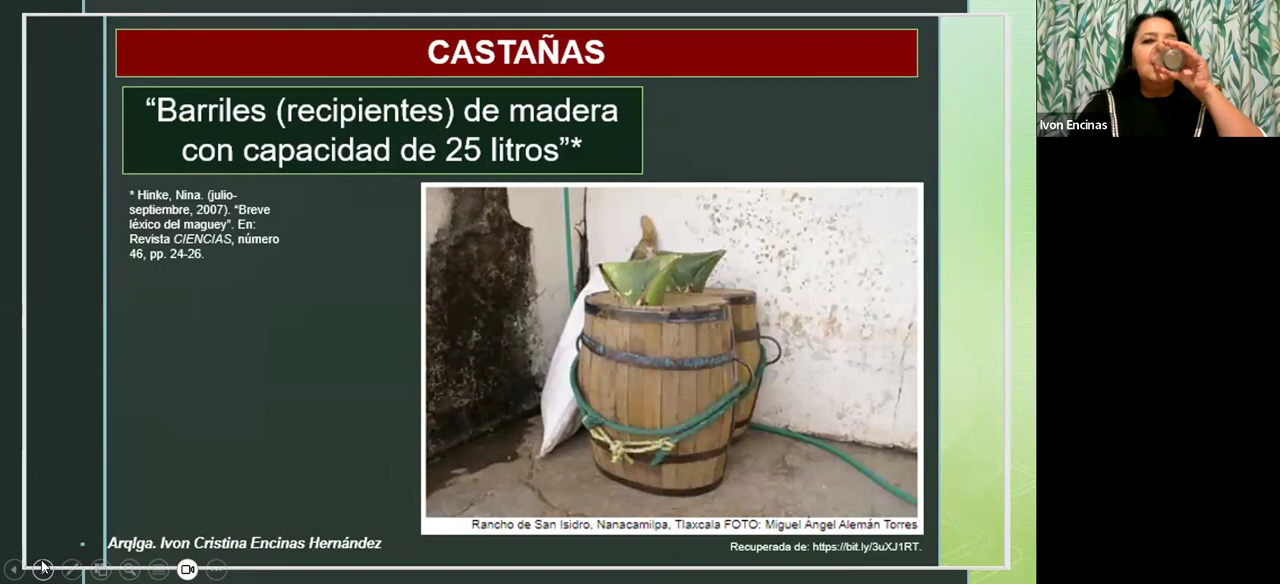 CASTAÑAS
“Barriles (recipientes) de madera
con capacidad de 25 litros”*
* Hinke, Nina. (julio-
septiembre, 2007). “Breve
léxico del maguey”. En:
Revista CIENCIAS, número
46, pp. 24-26.
Rancho de San Isidro, Nanacamilpa, Tlaxcala FOTO: Miguel Ángel Alemán Torres
Arqlga. Ivon Cristina Encinas Hernández
Recuperada de: https://bit.ly/3uXJ1RT.
Ivon Encinas